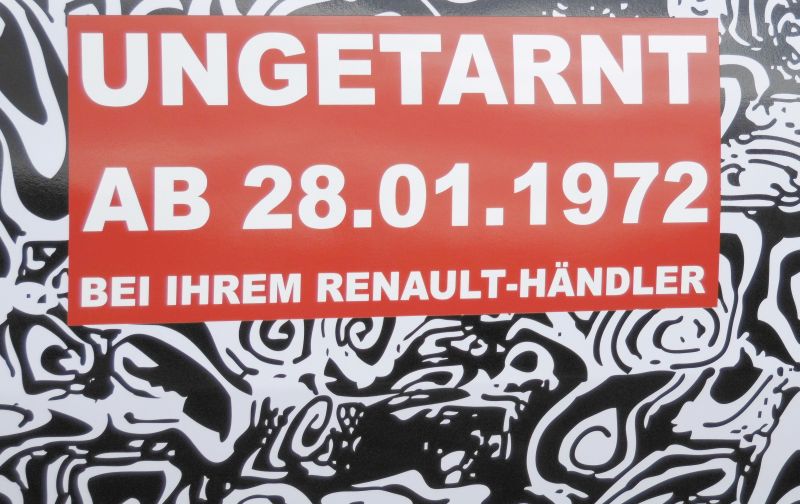 UNGETARNT
AB 28.01.1972
BEI IHREM RENAULT-HÄNDLER